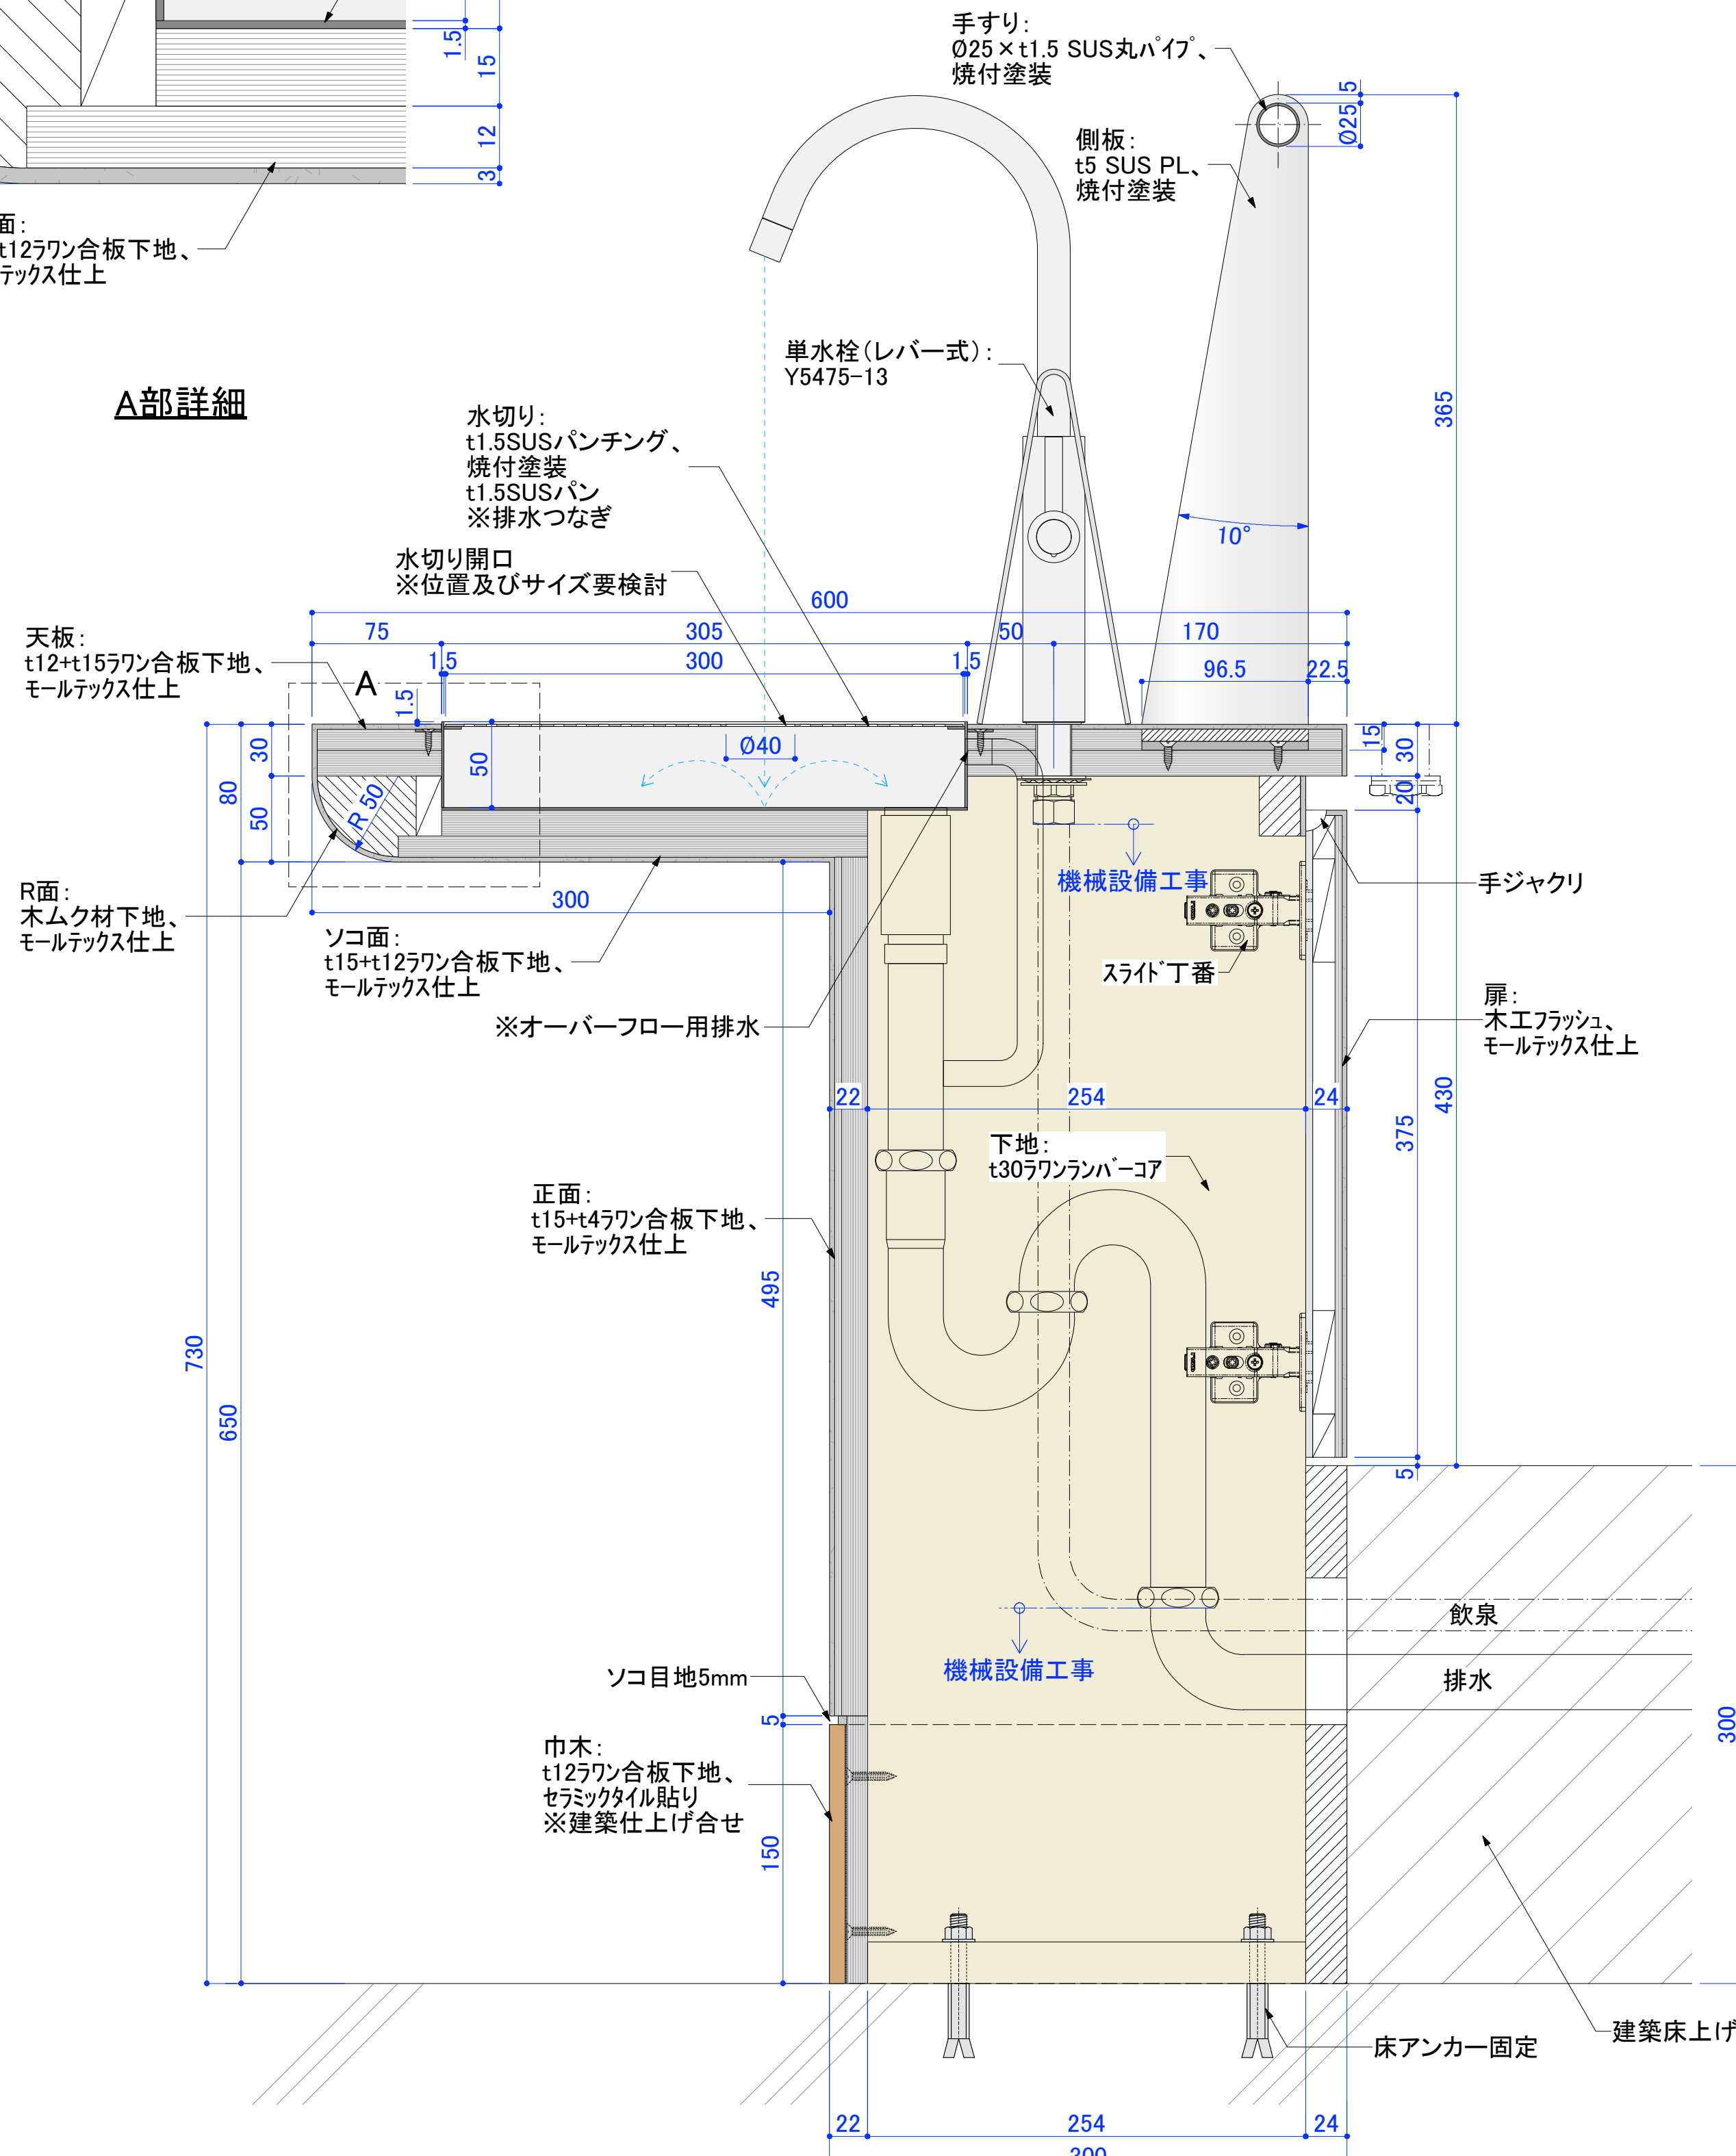 1.5
15
12
3
面:
t12ﾗﾜﾝ合板下地、
ﾃｯｸｽ仕上
A部詳細
手すり:
Ø25×t1.5 SUS丸ﾊﾟｲﾌﾟ、
焼付塗装
5
Ø25
側板:
t5 SUS PL、
焼付塗装
365
単水栓(レバー式):
Y5475-13
水切り:
t1.5SUSパンチング、
焼付塗装
t1.5SUSパン
※排水つなぎ
10°
水切り開口
※位置及びサイズ要検討
600
天板:
t12+t15ﾗﾜﾝ合板下地、
ﾓｰﾙﾃｯｸｽ仕上
75
305
50
170
1.5
300
1.5
96.5
22.5
A
1.5
30
80
50
50
Ø40
R 50
15
30
20
機械設備工事
手ジャクリ
300
R面:
木ムク材下地、
ﾓｰﾙﾃｯｸｽ仕上
ソコ面:
t15+t12ﾗﾜﾝ合板下地、
ﾓｰﾙﾃｯｸｽ仕上
ｽﾗｲﾄﾞ丁番
※オーバーフロー用排水
扉:
木工ﾌﾗｯｼｭ、
ﾓｰﾙﾃｯｸｽ仕上
22
254
24
375
430
下地:
t30ﾗﾜﾝﾗﾝﾊﾞｰｺｱ
正面:
t15+t4ﾗﾜﾝ合板下地、
ﾓｰﾙﾃｯｸｽ仕上
495
730
650
5
飲泉
機械設備工事
排水
ソコ目地5mm
5
300
巾木:
t12ﾗﾜﾝ合板下地、
ｾﾗﾐｯｸﾀｲﾙ貼り
※建築仕上げ合せ
150
建築床上げ
床アンカー固定
22
254
24
300